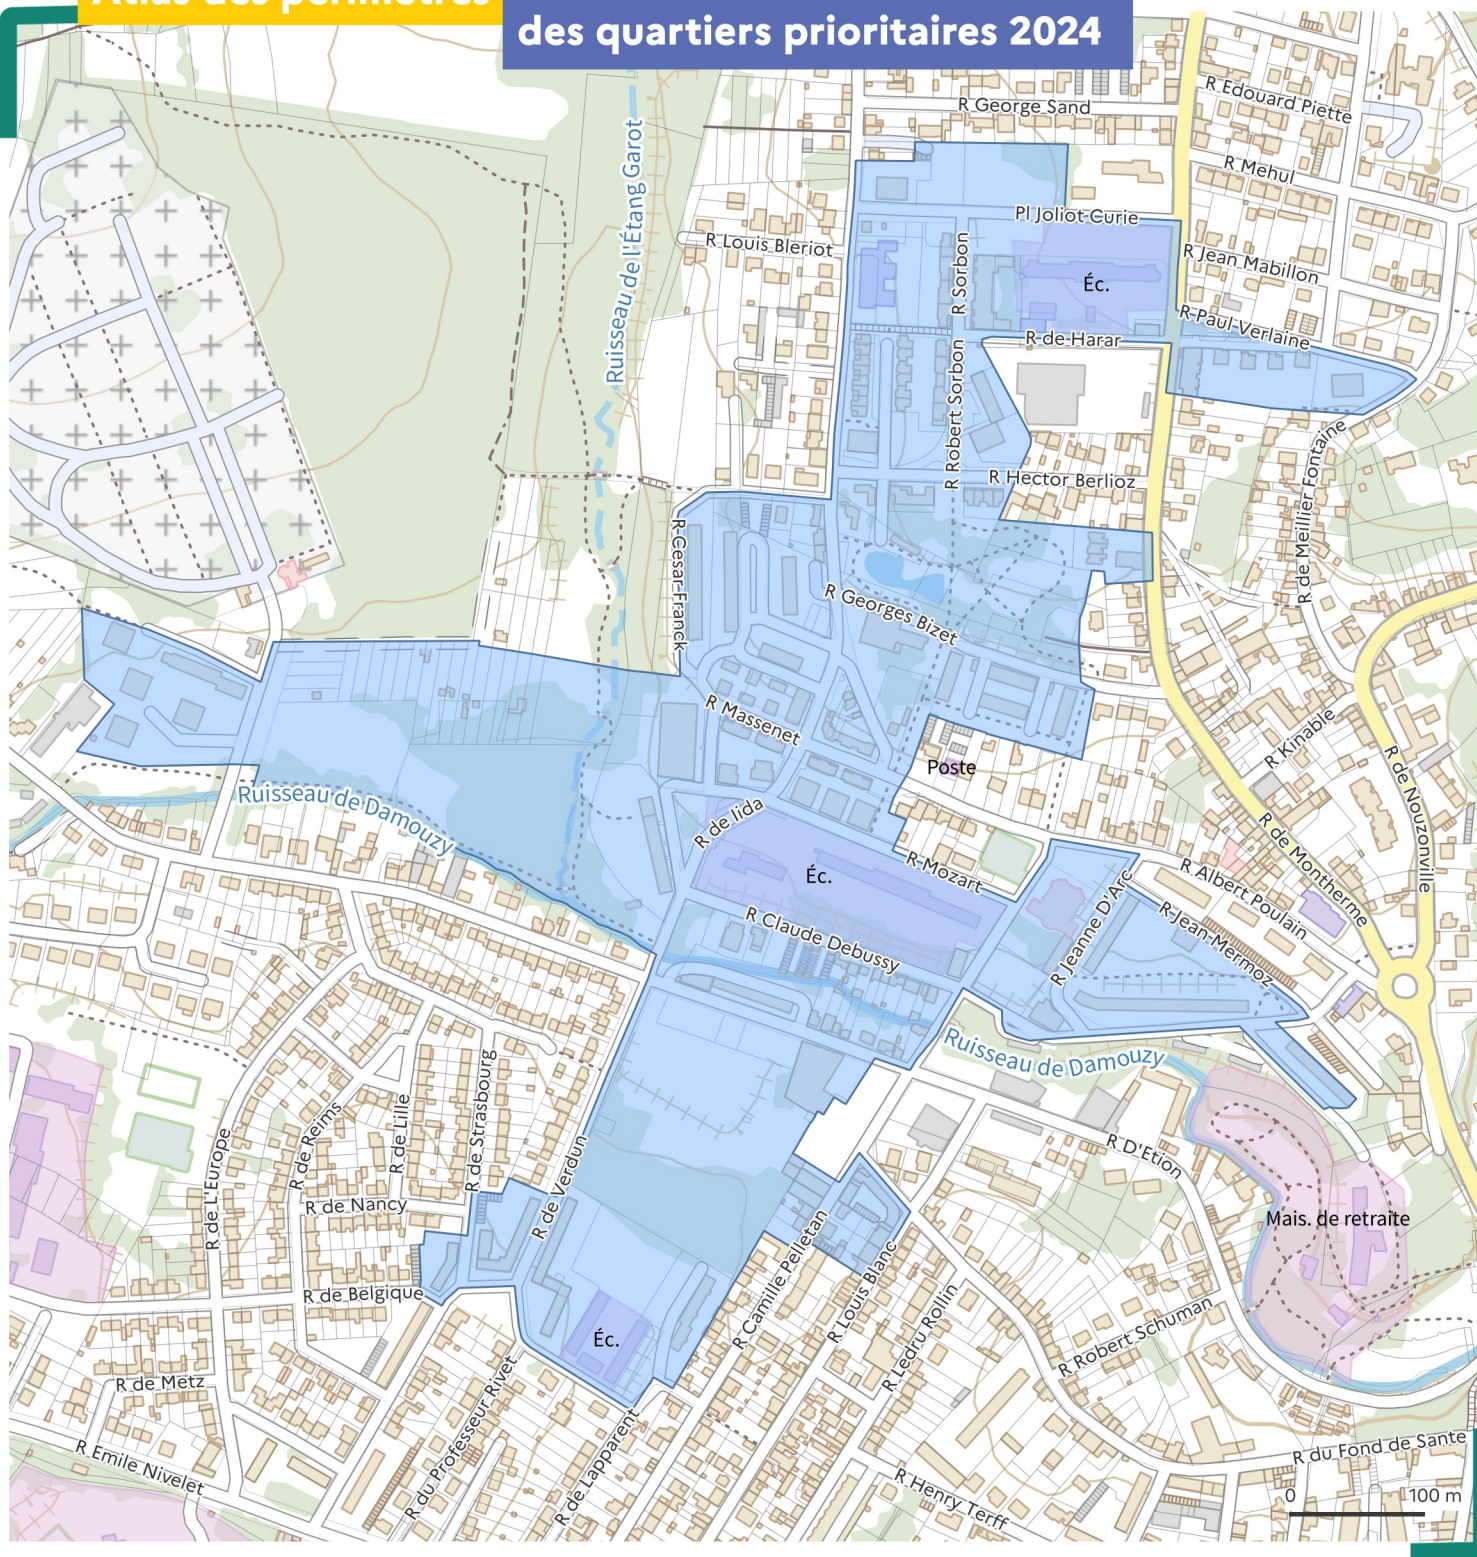 Atlas des périmètres
des quartiers prioritaires 2024
R George Sand
R Edouard Piette
R Mehul
Ruisseau de l'Étang Garot
Pl Joliot Curie
R Louis Bleriot
R Sorbon
R Jean Mabillon
Éc.
R Paul Verlaine
R de Harar
R Robert Sorbon
R de Meillier Fontaine
R Hector Berlioz
R Cesar Franck
R Georges Bizet
R Massenet
R Kinable
R de Nouzonville
Poste
Ruisseau de Damouzy
R de Iida
R de Montherme
R Mozart
Éc.
R Albert Poulain
R Jeanne D'Arc
R Jean Mermoz
R Claude Debussy
Ruisseau de Damouzy
R de Strasbourg
R de Lille
R de Reims
R de L'Europe
R de Verdun
R D'Etion
R de Nancy
Mais. de retraite
R Camille Pelletan
R Louis Blanc
R de Belgique
R Ledru Rollin
R Robert Schuman
Éc.
R de Metz
R du Professeur Rivet
R de Lapparent
R Emile Nivelet
R du Fond de Sante
R Henry Terff
0 100 m